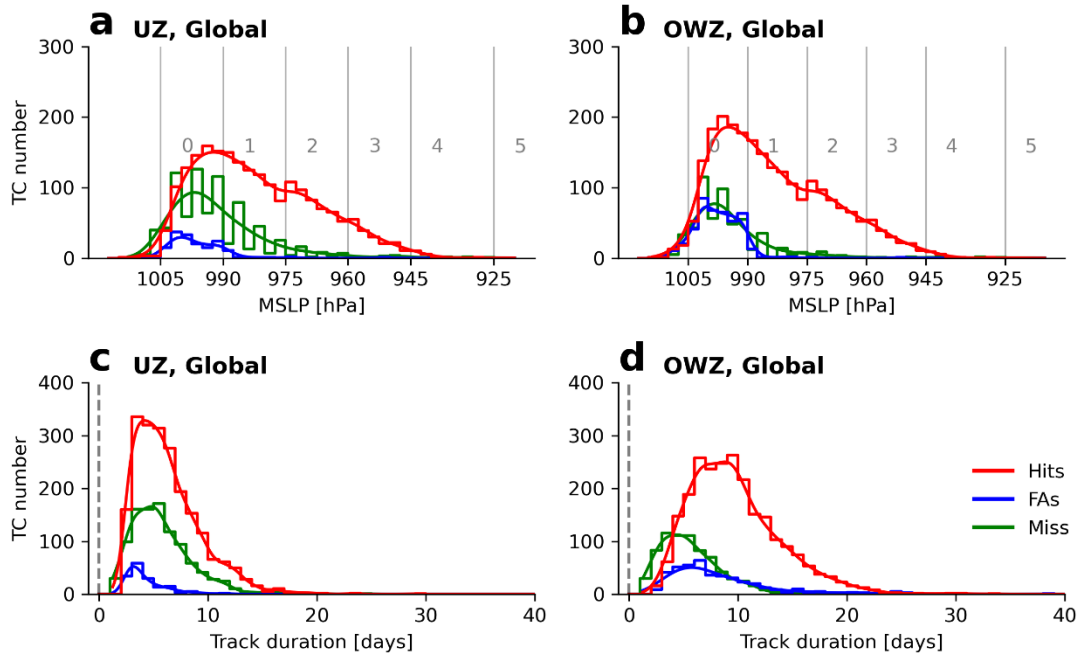 a UZ, Global
300
200
100
0
TC number
0 1 2 3 4 5
1005 990 975 960 945 925
MSLP [hPa]
b OWZ, Global
300
200
100
0
0 1 2 3 4 5
1005 990 975 960 945 925
MSLP [hPa]
c UZ, Global
400
300
200
100
0
TC number
0 10 20 30 40
Track duration [days]
d OWZ, Global
400
300
200
100
0
Hits
FAs
Miss
0 10 20 30 40
Track duration [days]